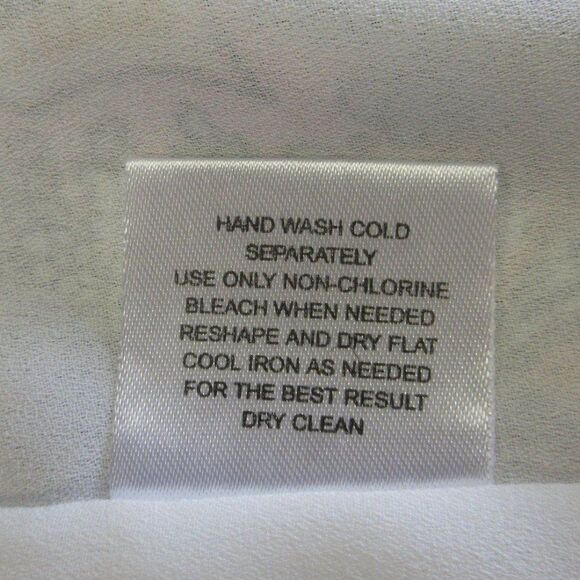 HAND WASH COLD
SEPARATELY
USE ONLY NON-CHLORINE
BLEACH WHEN NEEDED
RESHAPE AND DRY FLAT
COOL IRON AS NEEDED
FOR THE BEST RESULT
DRY CLEAN